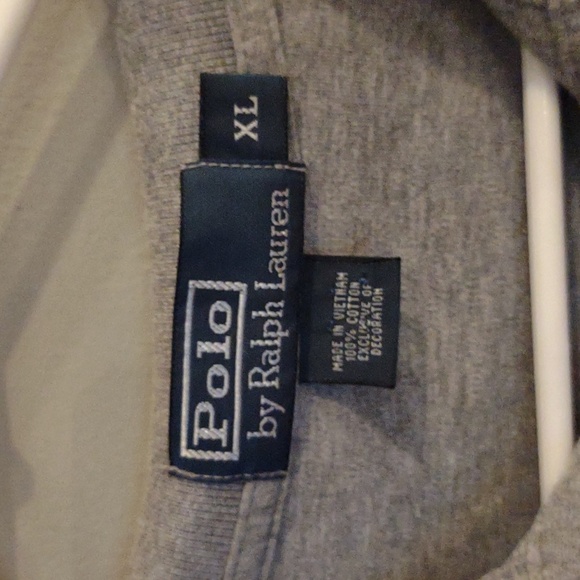 XL
Polo
by Ralph Lauren
MADE IN VIETNAM
100% COTTON
EXCLUSIVE OF
DECORATION